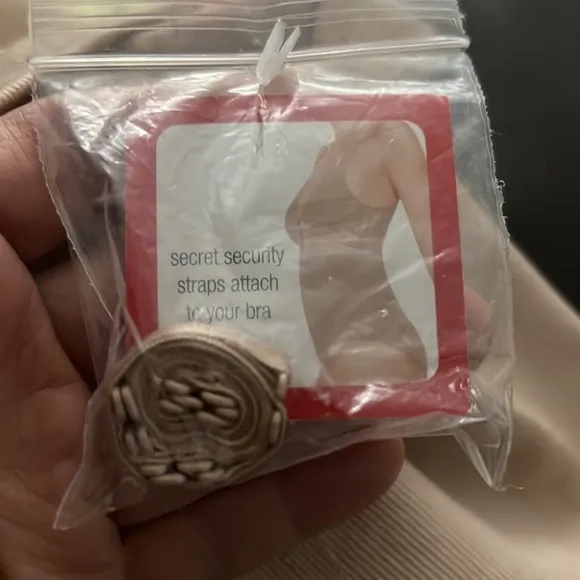 secret security
straps attach
to your bra